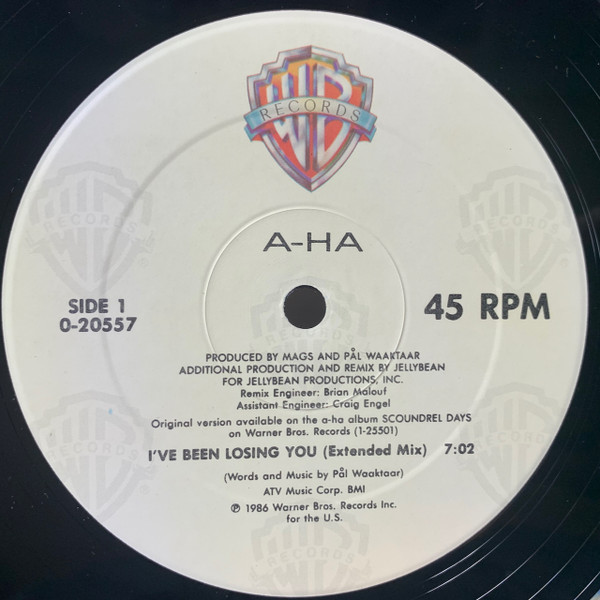 RECORDS
A-HA
SIDE 1
0-20557
45 RPM
PRODUCED BY MAGS AND PÅL WAAKTAAR
ADDITIONAL PRODUCTION AND REMIX BY JELLYBEAN
FOR JELLYBEAN PRODUCTIONS, INC.
Remix Engineer: Brian Malouf
Assistant Engineer: Craig Engel
Original version available on the a-ha album SCOUNDREL DAYS
on Warner Bros. Records (1-25501)
I'VE BEEN LOSING YOU (Extended Mix) 7:02
(Words and Music by Pål Waaktaar)
ATV Music Corp. BMI
℗ 1986 Warner Bros. Records Inc.
for the U.S.